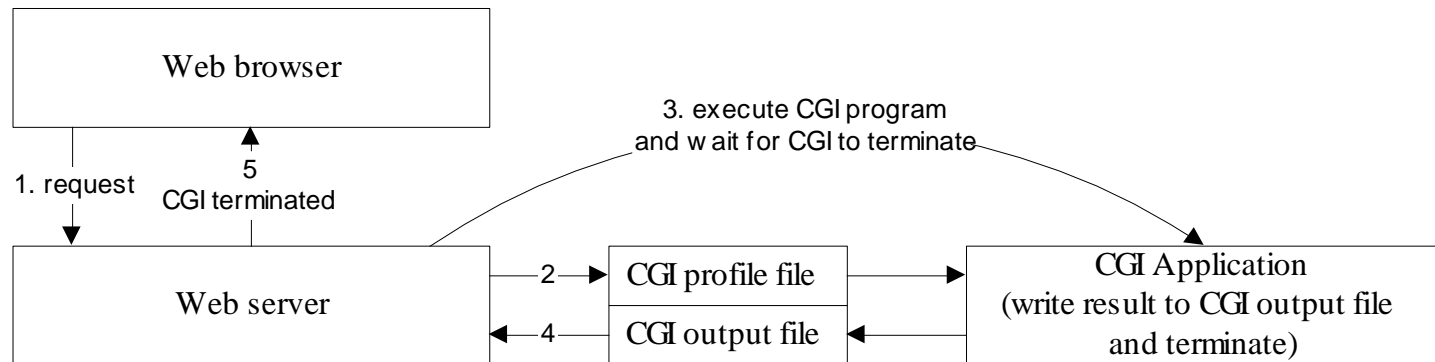 Web browser
3. execute CGI program
and wait for CGI to terminate
1. request
5
CGI terminated
Web server
2
CGI profile file
4
CGI output file
CGI Application
(write result to CGI output file
and terminate)